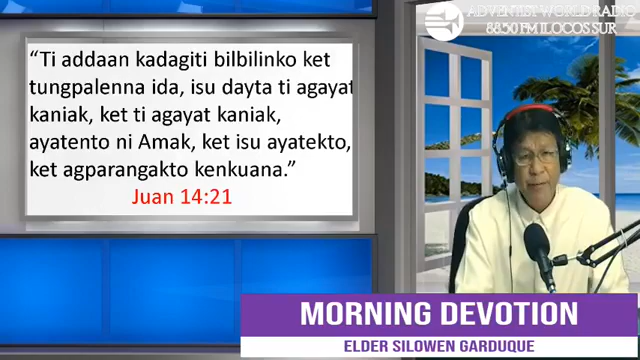 ADVENTIST WORLD RADIO
88.50 FM ILOCOS SUR
“Ti addaan kadagiti bilbilinko ket
tungpalenna ida, isu dayta ti agayat
kaniak, ket ti agayat kaniak,
ayatento ni Amak, ket isu ayatekto,
ket agparangakto kenkuana.”
Juan 14:21
MORNING DEVOTION
ELDER SILOWEN GARDUQUE